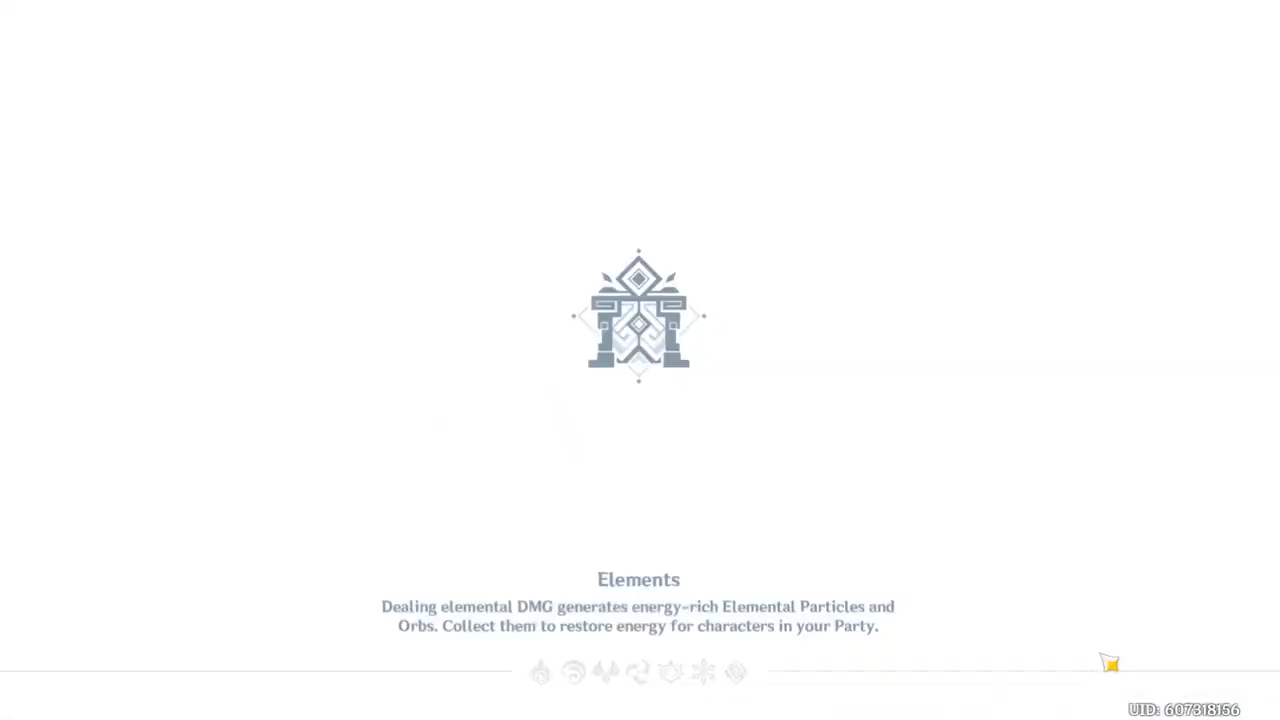 Elements
Dealing elemental DMG generates energy-rich Elemental Particles and
Orbs. Collect them to restore energy for characters in your Party.
UID: 607318156